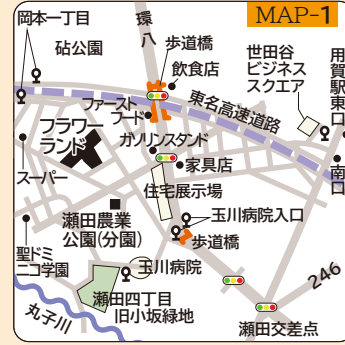 MAP-1
岡本一丁目
砧公園
環八
歩道橋
飲食店
世田谷
ビジネス
スクエア
用賀駅東口
東名高速道路
ファースト
フード
フラワー
ランド
ガソリンスタンド
家具店
南口
スーパー
住宅展示場
瀬田農業
公園(分園)
玉川病院入口
歩道橋
聖ドミ
ニコ学園
玉川病院
246
瀬田四丁目
旧小坂緑地
丸子川
瀬田交差点